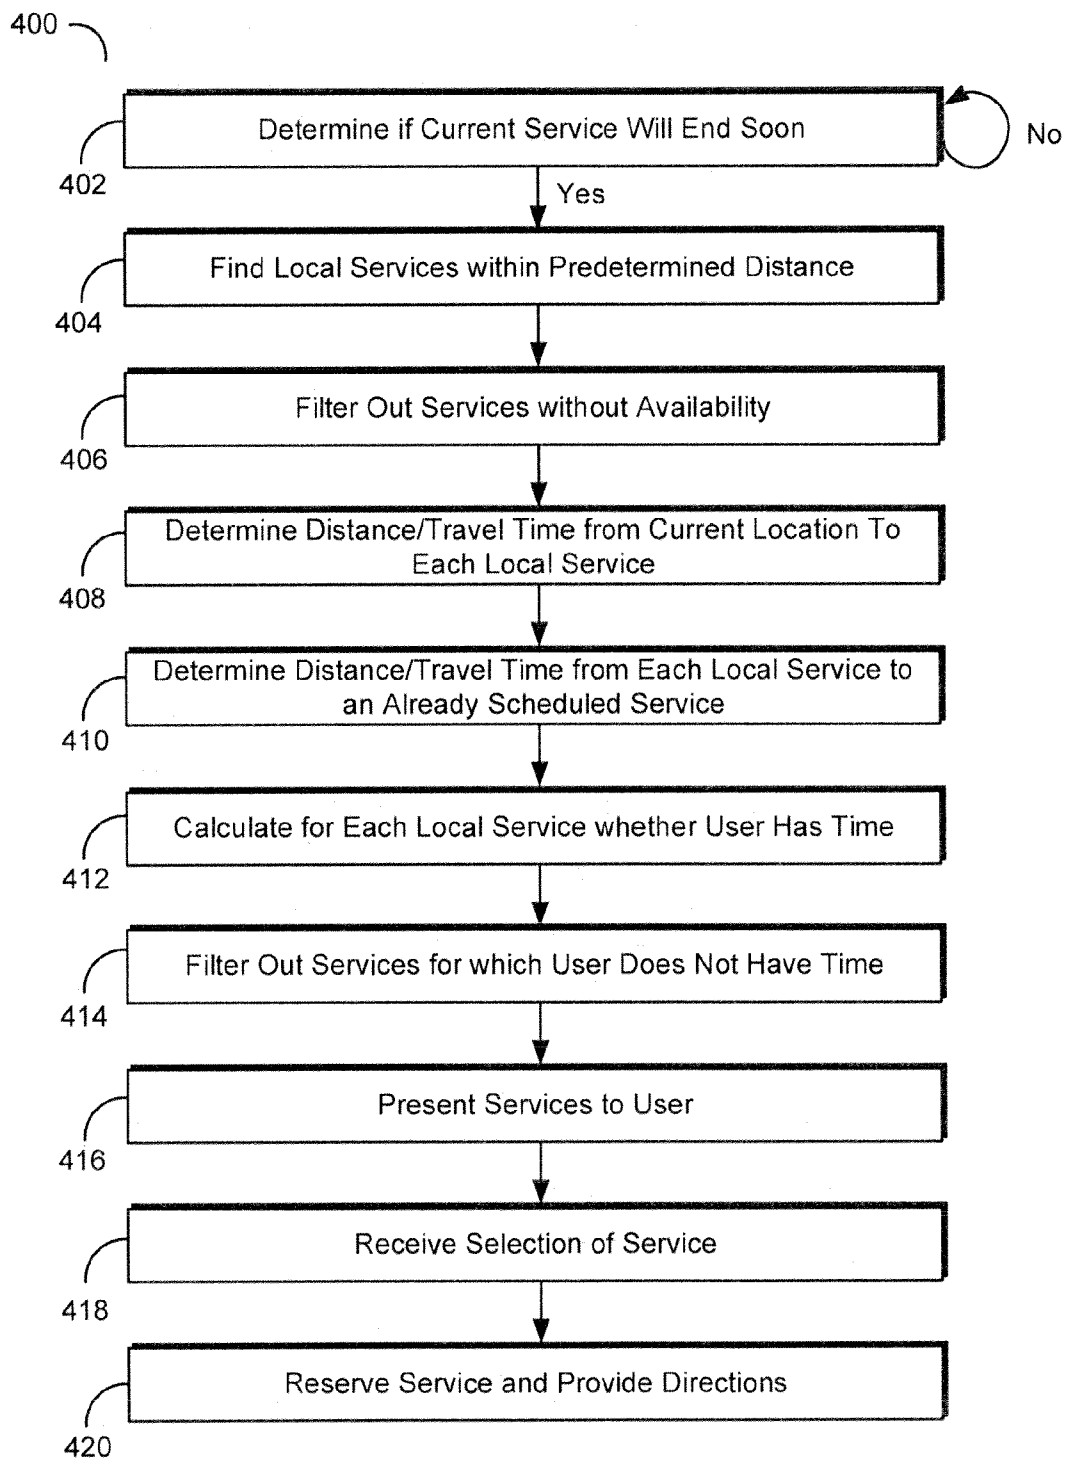 400
Determine if Current Service Will End Soon
No
402
Yes
Find Local Services within Predetermined Distance
404
Filter Out Services without Availability
406
Determine Distance/Travel Time from Current Location To
Each Local Service
408
Determine Distance/Travel Time from Each Local Service to
an Already Scheduled Service
410
Calculate for Each Local Service whether User Has Time
412
Filter Out Services for which User Does Not Have Time
414
Present Services to User
416
Receive Selection of Service
418
Reserve Service and Provide Directions
420